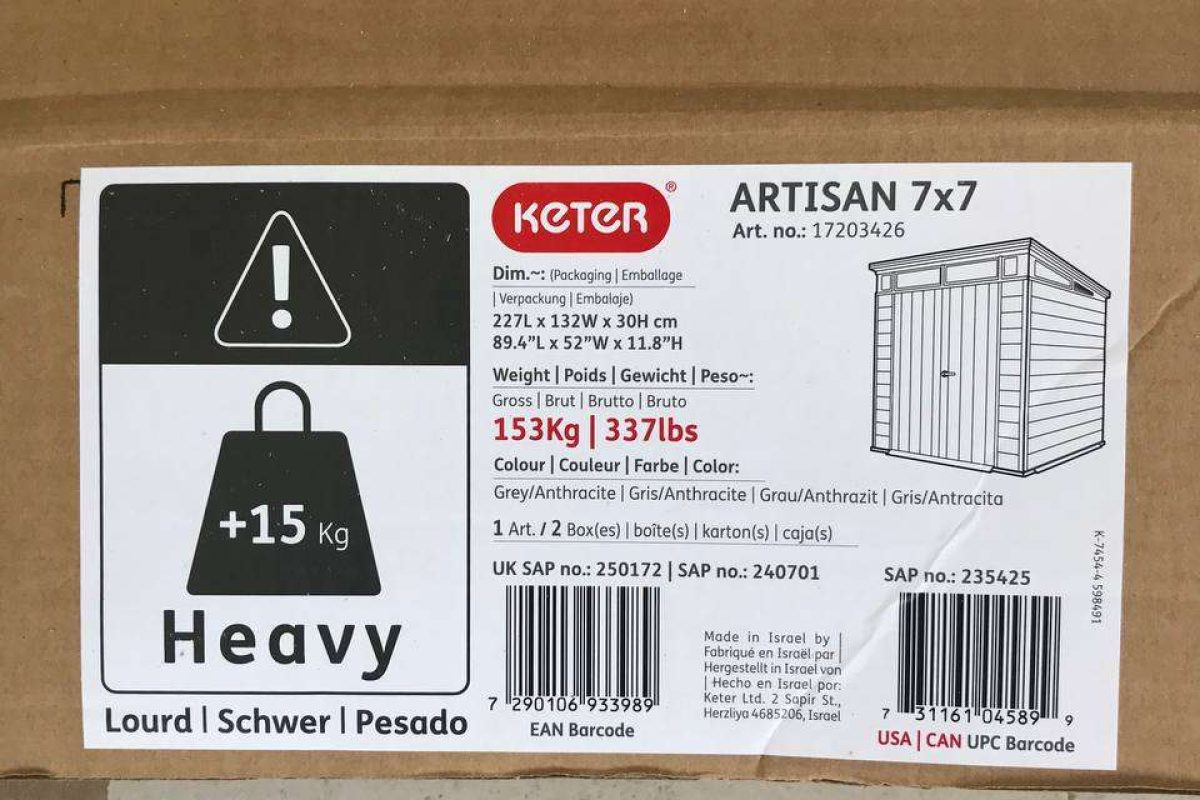 +15 Kg
Heavy
Lourd | Schwer | Pesado
KETER®
Dim.~: (Packaging | Emballage
| Verpackung | Embalaje)
227L x 132W x 30H cm
89.4”L x 52”W x 11.8”H
Weight | Poids | Gewicht | Peso~:
Gross | Brut | Brutto | Bruto
153Kg | 337lbs
Colour | Couleur | Farbe | Color:
Grey/Anthracite | Gris/Anthracite | Grau/Anthrazit | Gris/Antracita
1 Art. / 2 Box(es) | boîte(s) | karton(s) | caja(s)
UK SAP no.: 250172 | SAP no.: 240701
7 290106 933989
EAN Barcode
ARTISAN 7x7
Art. no.: 17203426
Made in Israel by |
Fabriqué en Israël par |
Hergestellt in Israel von
| Hecho en Israel por:
Keter Ltd. 2 Sapir St.,
Herzliya 4685206, Israel
SAP no.: 235425
7 31161 04589 9
USA | CAN UPC Barcode
K-7454-4 598491